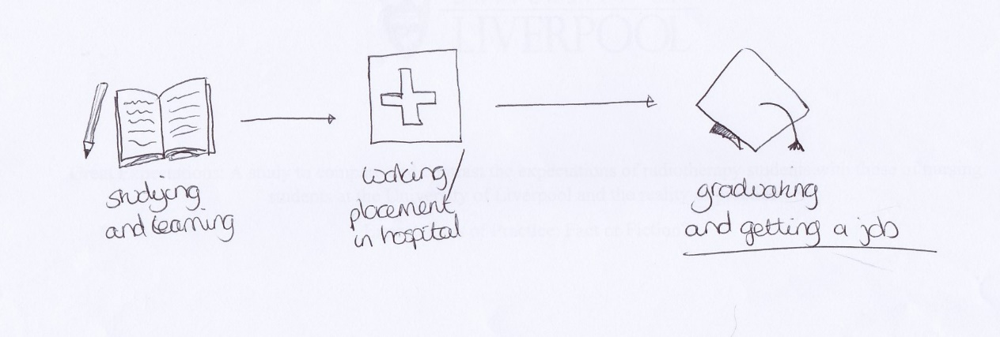 LIVERPOOL
studying
and learning
working/
placement
in hospital
graduating
and getting a job